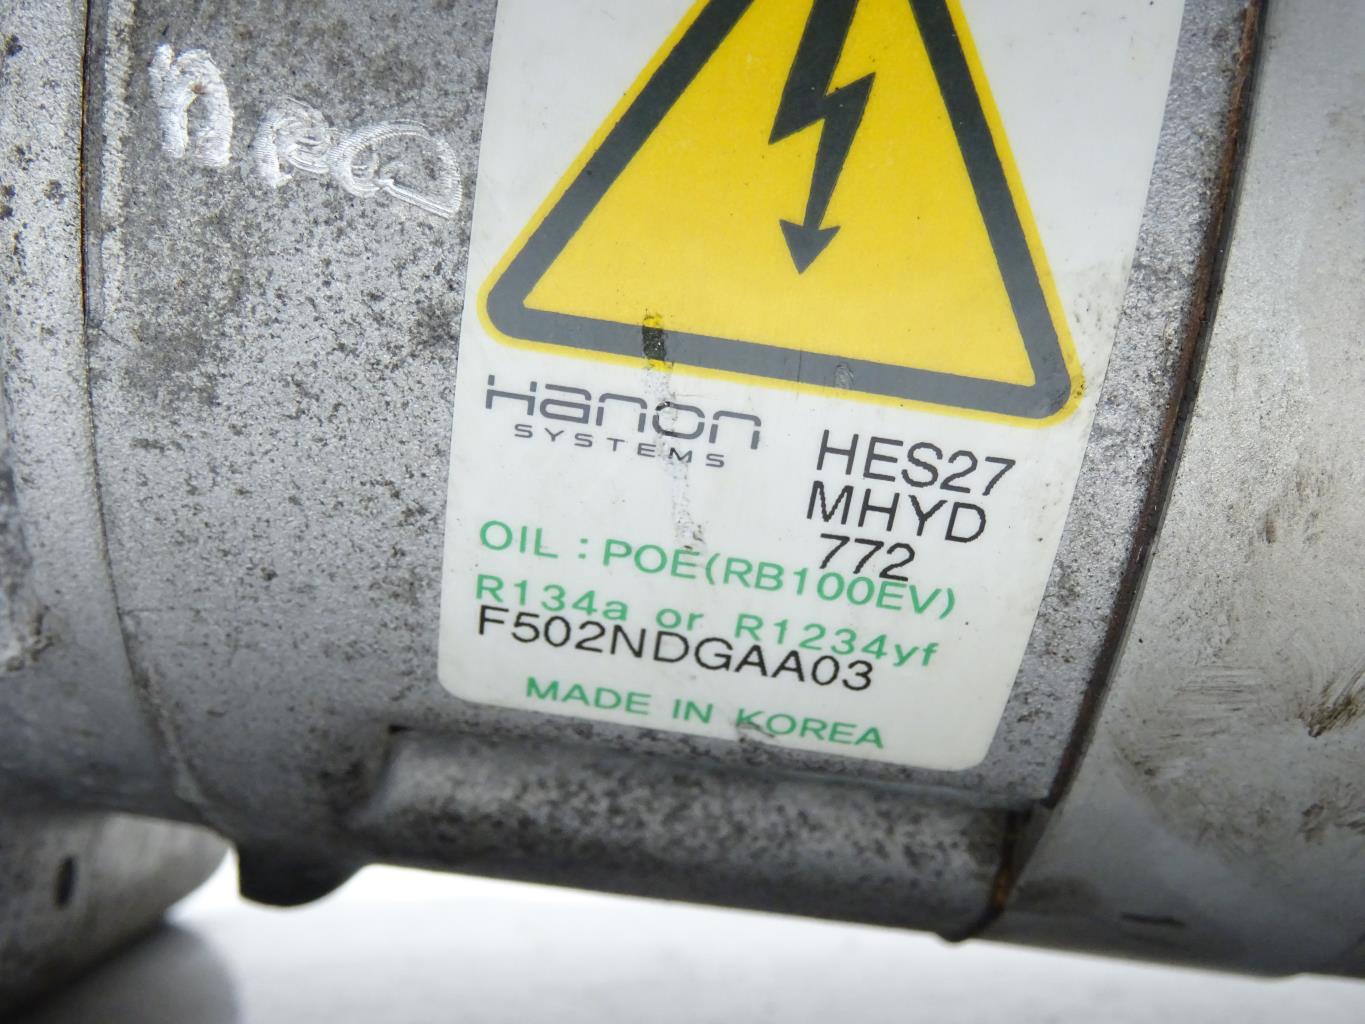 Hanon
SYSTEMS
HES27
MHYD
772
OIL : POE(RB100EV)
R134a or R1234yf
F502NDGAA03
MADE IN KOREA